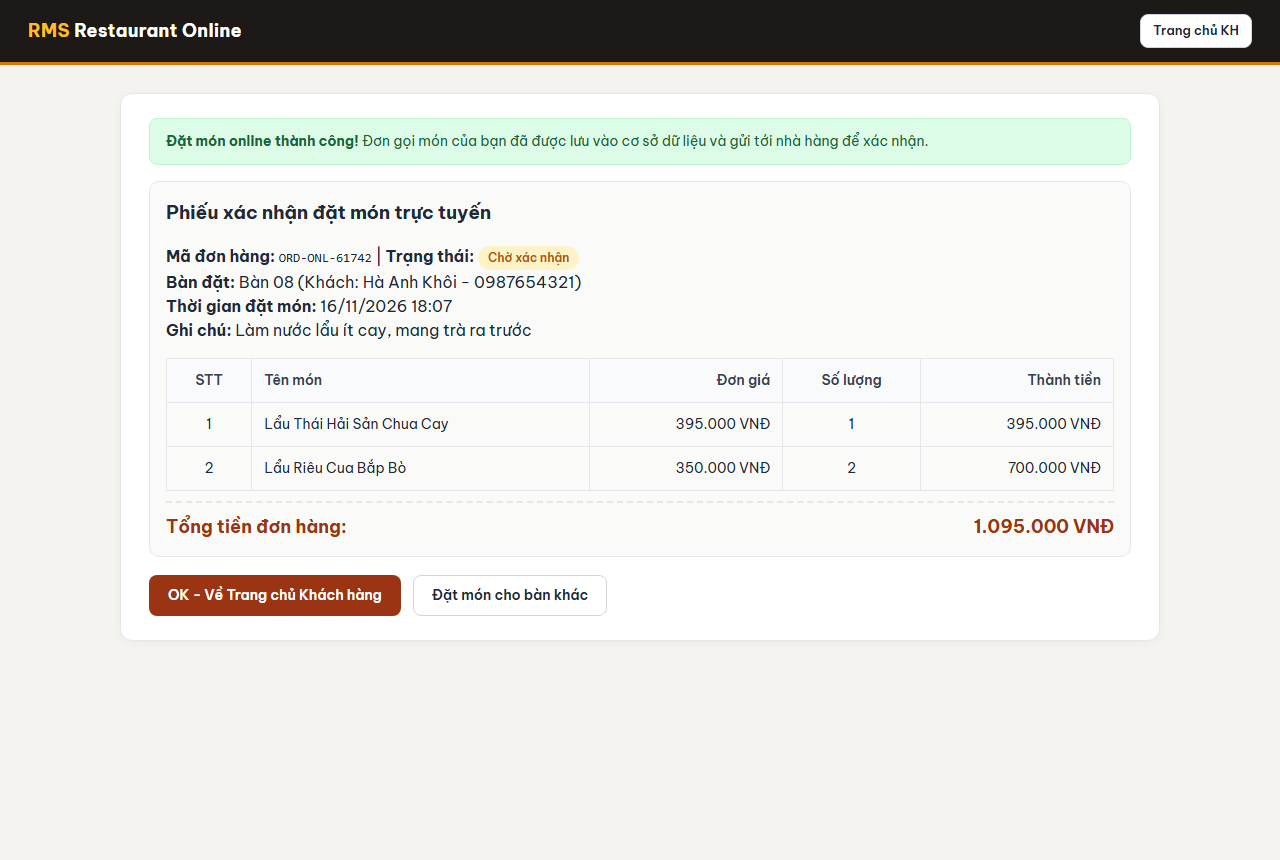 RMS Restaurant Online
Trang chủ KH
Đặt món online thành công! Đơn gọi món của bạn đã được lưu vào cơ sở dữ liệu và gửi tới nhà hàng để xác nhận.
Phiếu xác nhận đặt món trực tuyến
Mã đơn hàng: ORD-ONL-61742 | Trạng thái: Chờ xác nhận
Bàn đặt: Bàn 08 (Khách: Hà Anh Khôi - 0987654321)
Thời gian đặt món: 16/11/2026 18:07
Ghi chú: Làm nước lẩu ít cay, mang trà ra trước
STT Tên món Đơn giá Số lượng Thành tiền
1 Lẩu Thái Hải Sản Chua Cay 395.000 VNĐ 1 395.000 VNĐ
2 Lẩu Riêu Cua Bắp Bò 350.000 VNĐ 2 700.000 VNĐ
Tổng tiền đơn hàng: 1.095.000 VNĐ
OK - Về Trang chủ Khách hàng
Đặt món cho bàn khác